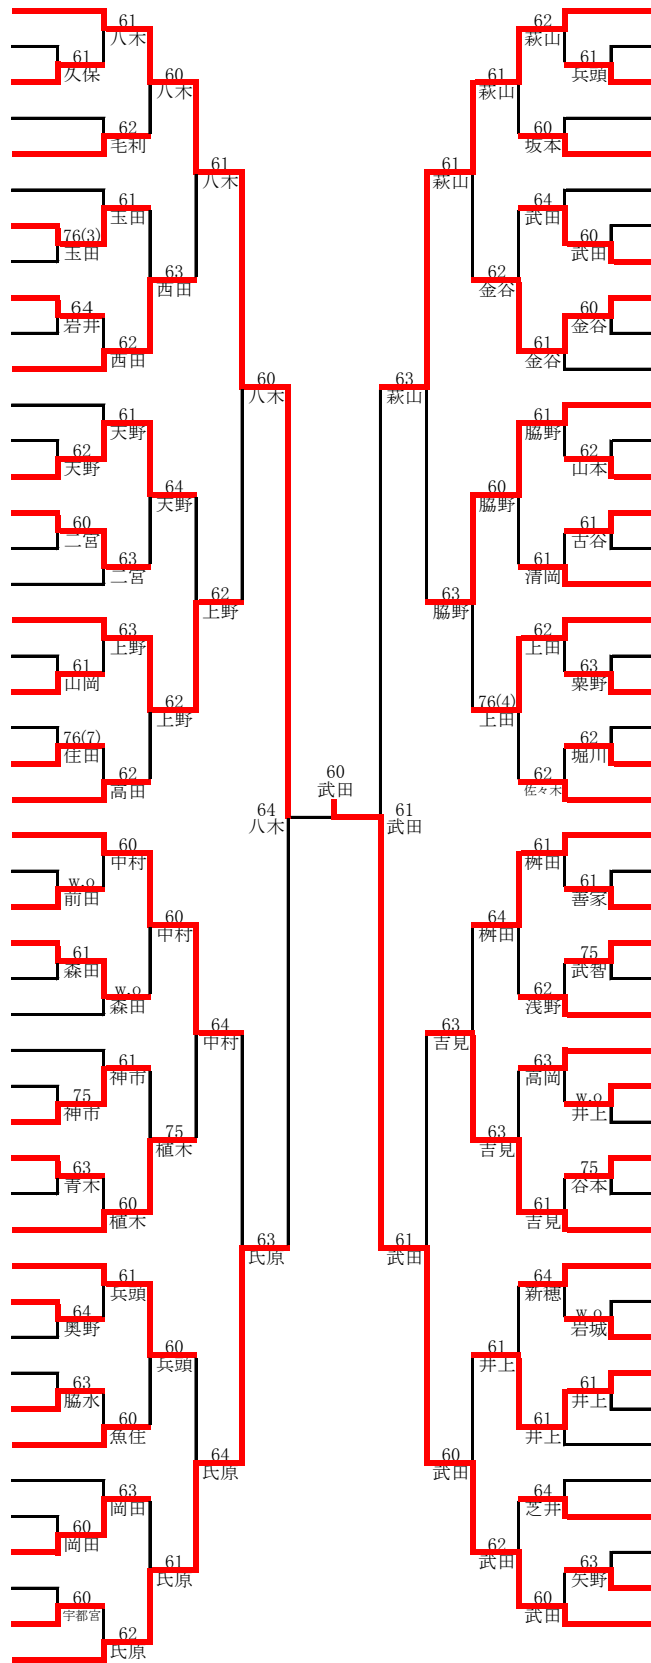 61
八木
61
久保
60
八木
62
毛利
61
八木
61
玉田
76(3)
玉田
63
西田
64
岩井
62
西田
60
八木
61
天野
62
天野
64
天野
60
二宮
63
二宮
62
上野
63
上野
61
山岡
62
上野
76(7)
住田
62
高田
64
八木
60
武田
60
中村
w.o
前田
60
中村
61
森田
w.o
森田
64
中村
61
神市
75
神市
75
植木
63
青木
60
植木
63
氏原
61
兵頭
64
奥野
60
兵頭
63
脇水
60
魚住
64
氏原
63
岡田
60
岡田
61
氏原
60
宇都宮
62
氏原
62
萩山
61
兵頭
61
萩山
60
坂本
61
萩山
64
武田
60
武田
62
金谷
60
金谷
61
金谷
63
萩山
61
脇野
62
山本
60
脇野
61
古谷
61
清岡
63
脇野
62
上田
63
粟野
76(4)
上田
62
堀川
62
佐々木
61
武田
61
桝田
61
善家
64
桝田
75
武智
62
浅野
63
吉見
63
高岡
w.o
井上
63
吉見
75
谷本
61
吉見
61
武田
64
新穂
w.o
岩城
61
井上
61
井上
61
井上
60
武田
64
芝井
62
武田
63
矢野
60
武田